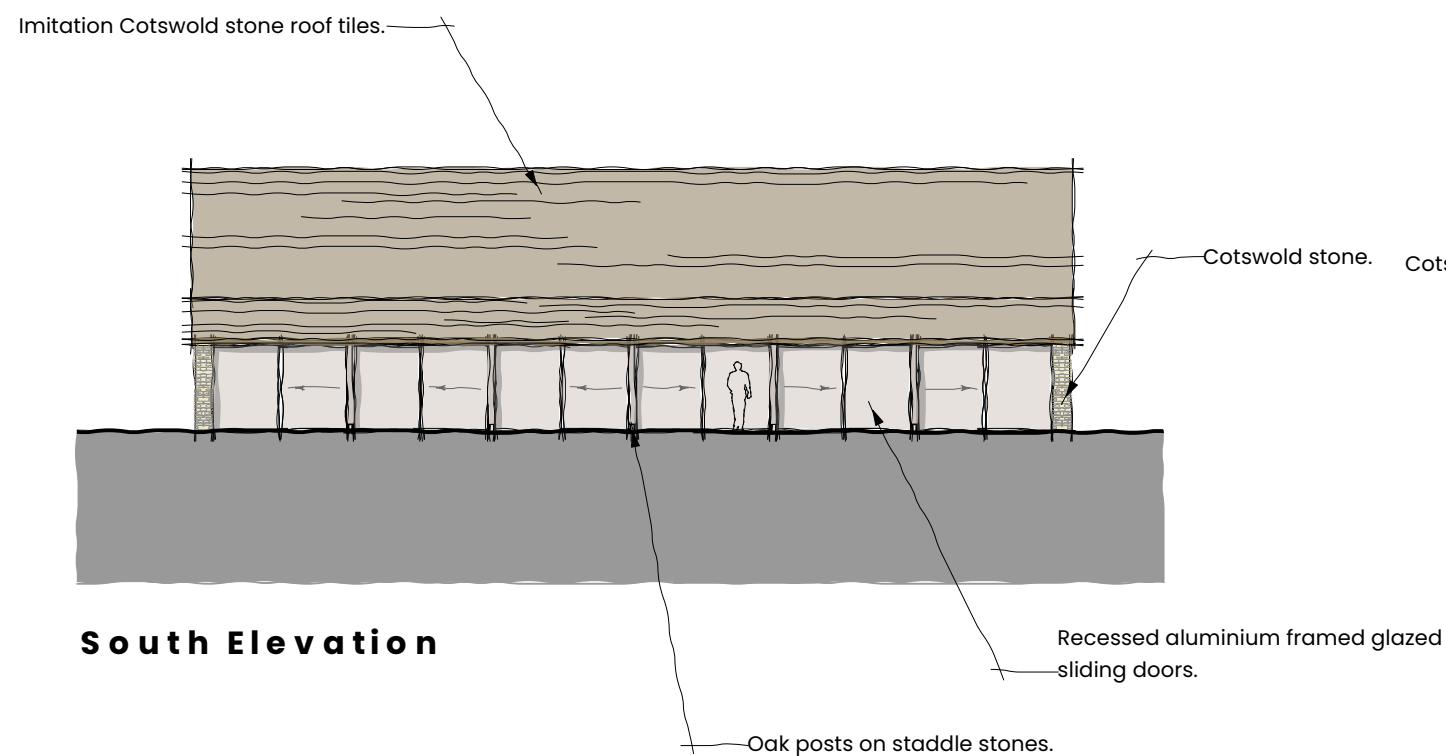 Imitation Cotswold stone roof tiles.
Cotswold stone.
Cots
South Elevation
Recessed aluminium framed glazed
sliding doors.
Oak posts on staddle stones.